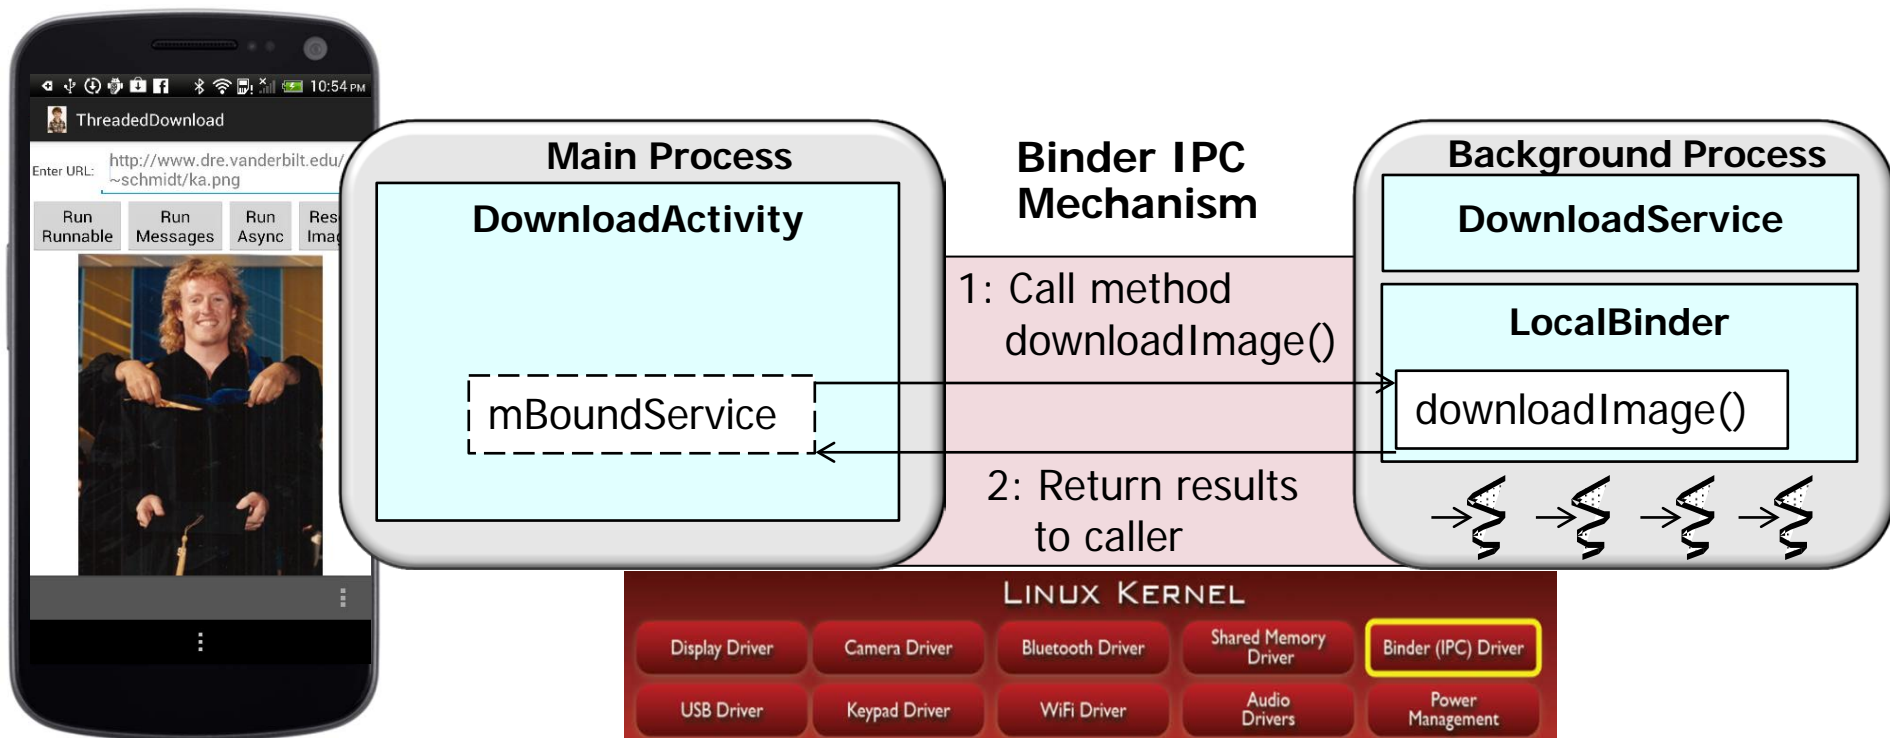 10:54 PM
ThreadedDownload
Enter URL:
http://www.dre.vanderbilt.edu/
~schmidt/ka.png
Run
Runnable
Run
Messages
Run
Async
Main Process
DownloadActivity
mBoundService
Binder IPC
Mechanism
1: Call method
downloadImage()
2: Return results
to caller
Background Process
DownloadService
LocalBinder
downloadImage()
LINUX KERNEL
Display Driver
Camera Driver
Bluetooth Driver
Shared Memory
Driver
Binder (IPC) Driver
USB Driver
Keypad Driver
WiFi Driver
Audio
Drivers
Power
Management